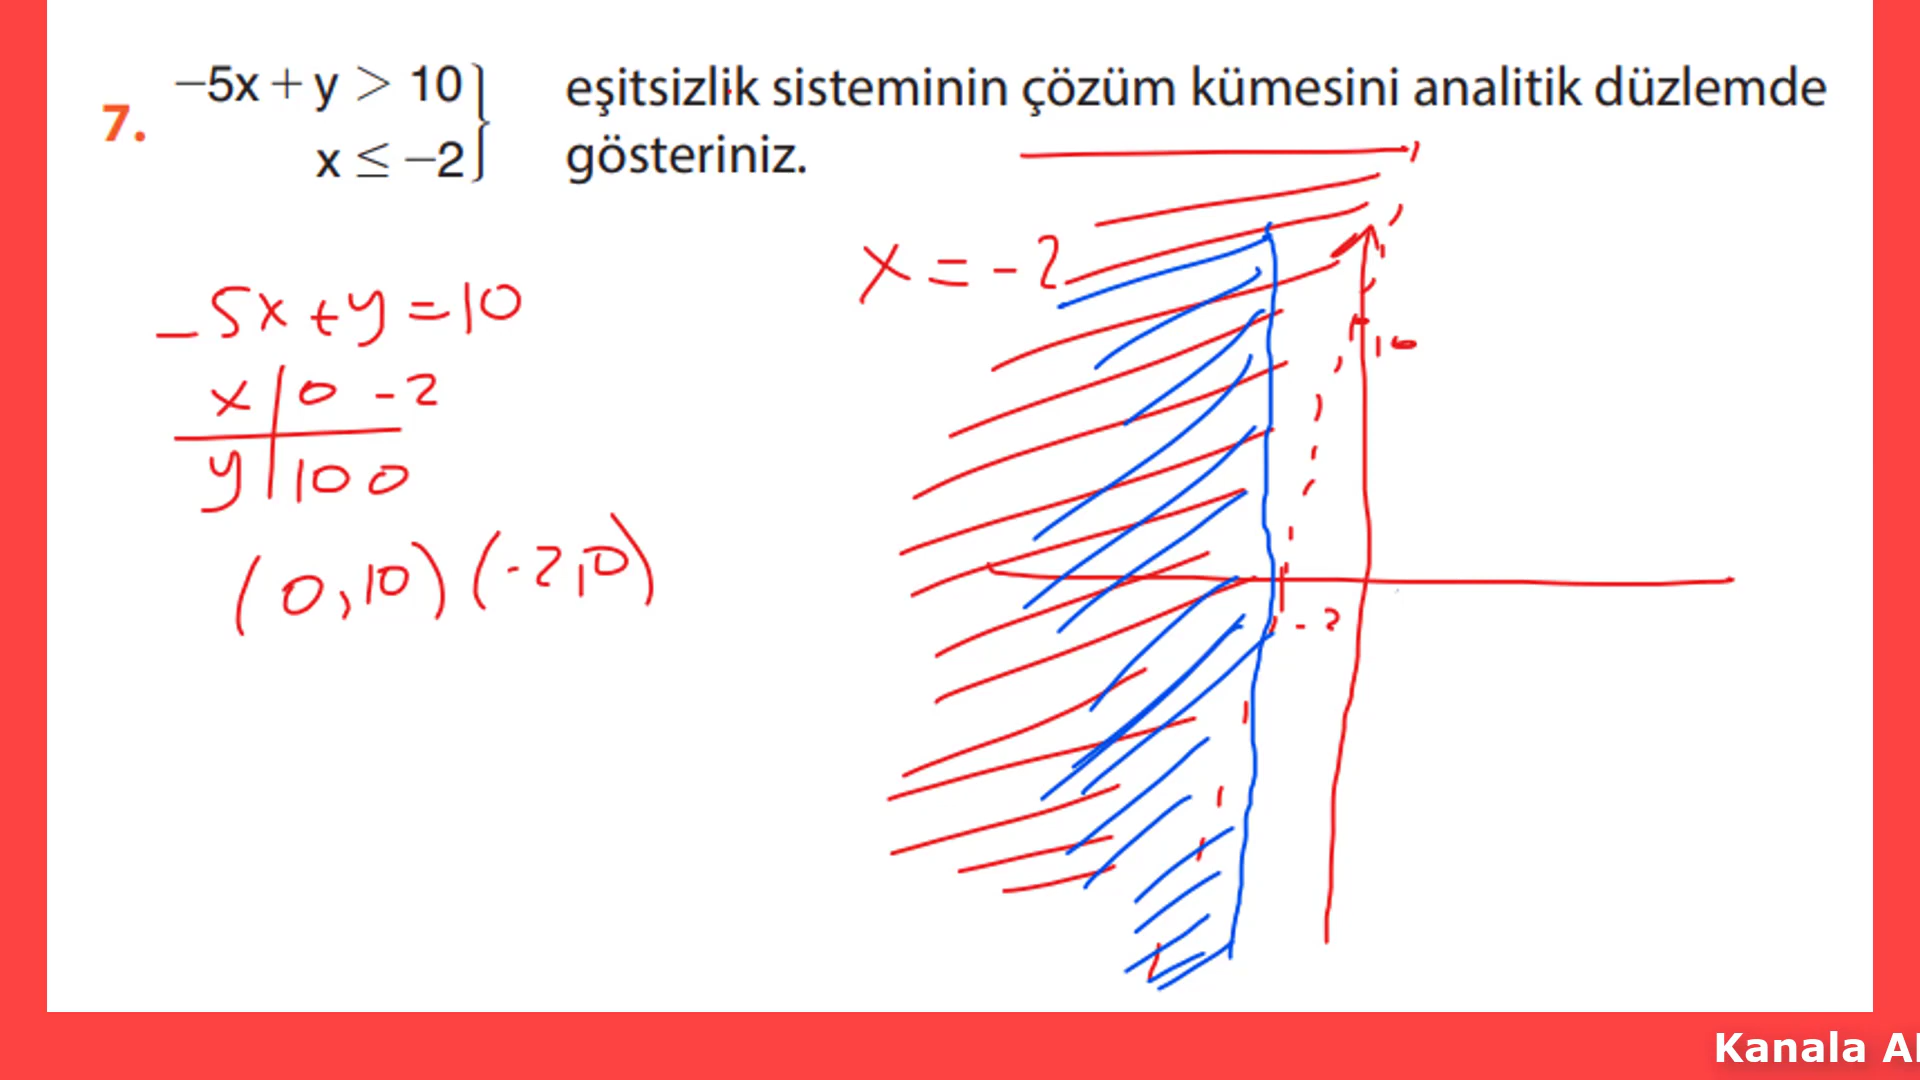 7. −5x + y > 10
x ≤ −2
eşitsizlik sisteminin çözüm kümesini analitik düzlemde
gösteriniz.
x = -2
-5x + y = 10
x | 0 -2
y | 10 0
(0,10) (-2,0)
10
-2
Kanala A